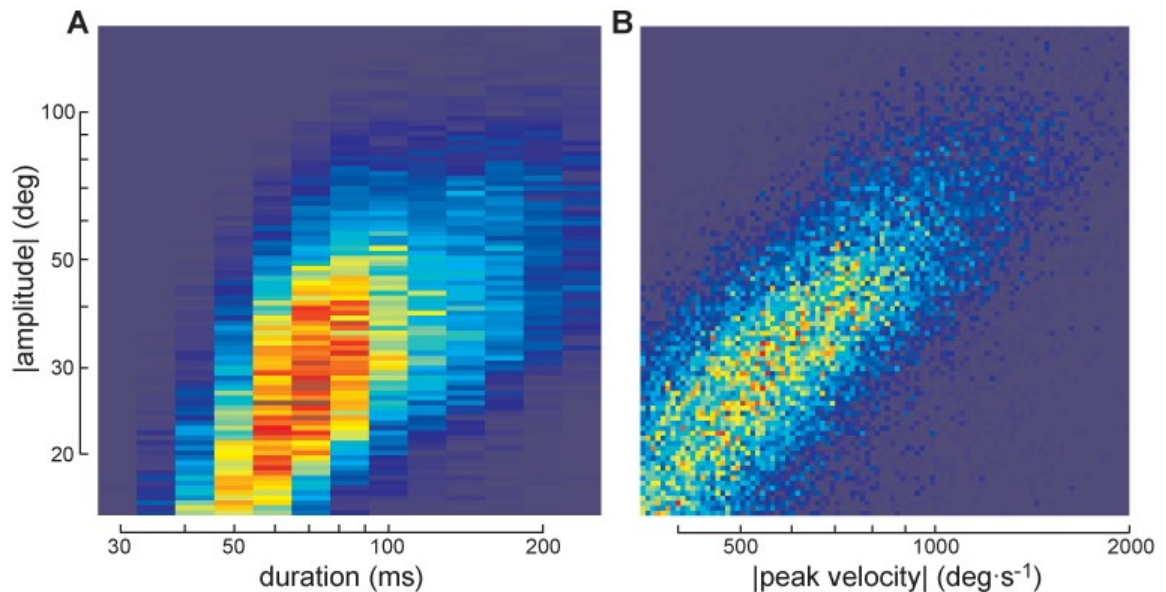 A
B
|amplitude| (deg)
100
50
30
20
30 50 100 200
duration (ms)
500 1000 2000
|peak velocity| (deg·s⁻¹)